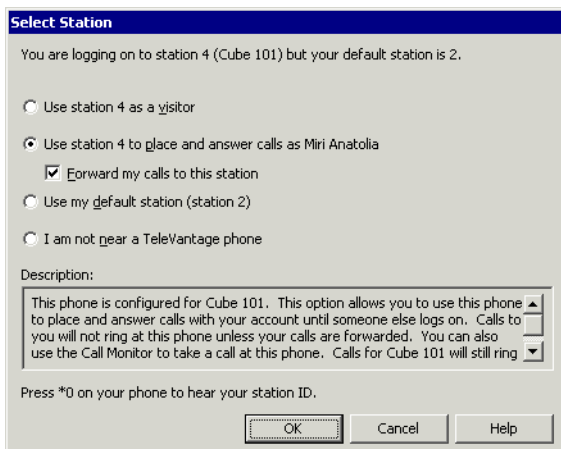 Select Station
You are logging on to station 4 (Cube 101) but your default station is 2.
Use station 4 as a visitor
Use station 4 to place and answer calls as Miri Anatolia
Forward my calls to this station
Use my default station (station 2)
I am not near a TeleVantage phone
Description:
This phone is configured for Cube 101.  This option allows you to use this phone
to place and answer calls with your account until someone else logs on.  Calls to
you will not ring at this phone unless your calls are forwarded.  You can also
use the Call Monitor to take a call at this phone.  Calls for Cube 101 will still ring
Press *0 on your phone to hear your station ID.
OK Cancel Help